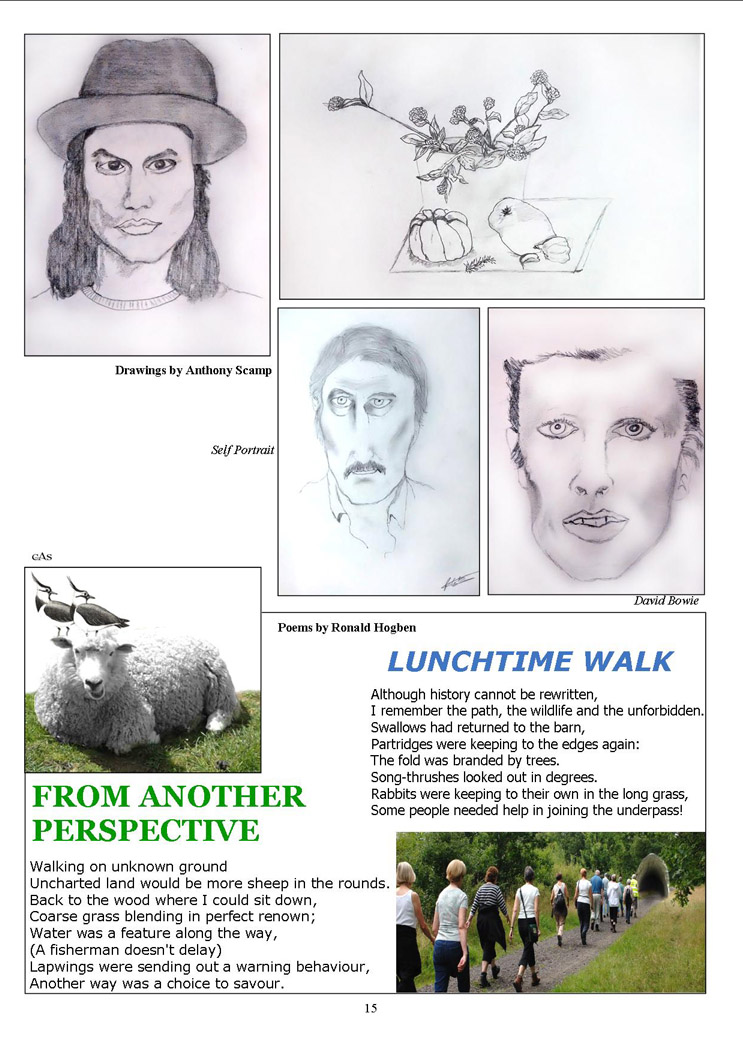 Drawings by Anthony Scamp
Self Portrait
GAS
David Bowie
Poems by Ronald Hogben
LUNCHTIME WALK
Although history cannot be rewritten,
I remember the path, the wildlife and the unforbidden.
Swallows had returned to the barn,
Partridges were keeping to the edges again:
The fold was branded by trees.
Song-thrushes looked out in degrees.
Rabbits were keeping to their own in the long grass,
Some people needed help in joining the underpass!
FROM ANOTHER
PERSPECTIVE
Walking on unknown ground
Uncharted land would be more sheep in the rounds.
Back to the wood where I could sit down,
Coarse grass blending in perfect renown;
Water was a feature along the way,
(A fisherman doesn't delay)
Lapwings were sending out a warning behaviour,
Another way was a choice to savour.
15